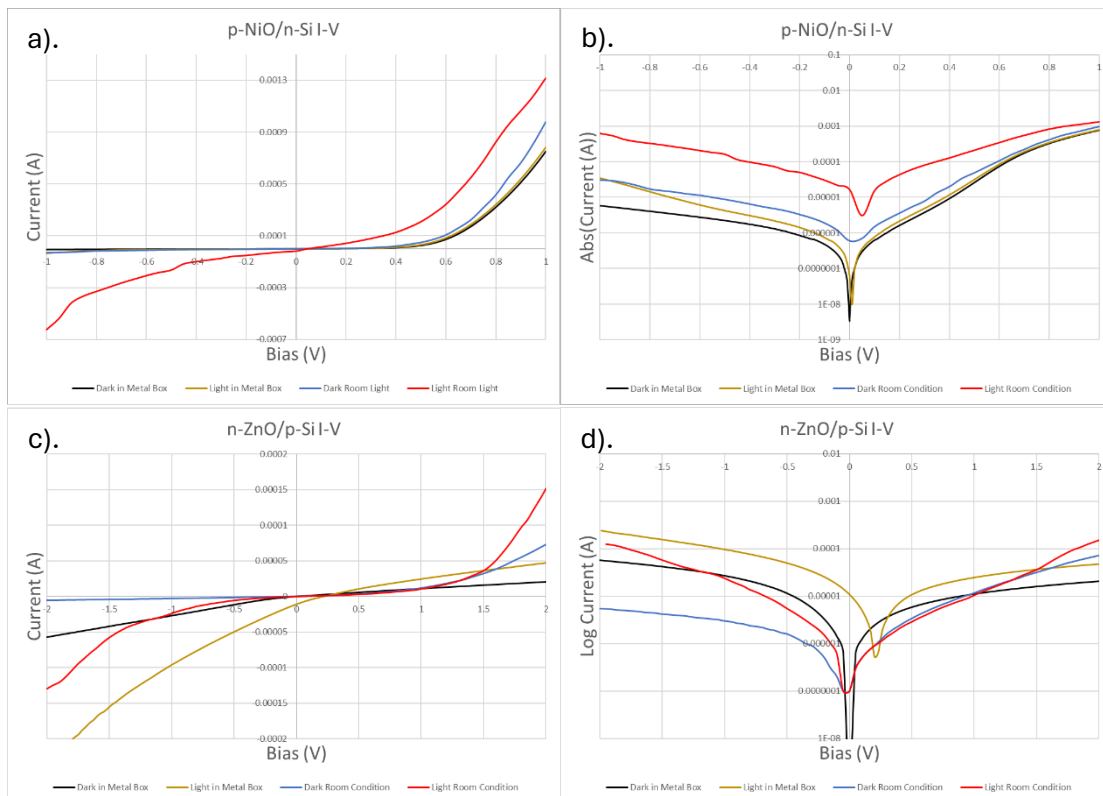 a).
p-NiO/n-Si I-V
Current (A)
0.0013
0.0009
0.0005
0.0001
-0.0003
-0.0007
-1 -0.8 -0.6 -0.4 -0.2 0 0.2 0.4 0.6 0.8 1
Bias (V)
Dark in Metal Box Light in Metal Box Dark Room Light Light Room Light
b).
p-NiO/n-Si I-V
Abs(Current (A))
-1 -0.8 -0.6 -0.4 -0.2 0 0.2 0.4 0.6 0.8 1
0.1
0.01
0.001
0.0001
0.00001
0.000001
0.0000001
1E-08
1E-09
Bias (V)
Dark in Metal Box Light in Metal Box Dark Room Condition Light Room Condition
c).
n-ZnO/p-Si I-V
Current (A)
0.0002
0.00015
0.0001
0.00005
0
-0.00005
-0.0001
-0.00015
-0.0002
-2 -1.5 -1 -0.5 0 0.5 1 1.5 2
Bias (V)
Dark in Metal Box Light in Metal Box Dark Room Condition Light Room Condition
d).
n-ZnO/p-Si I-V
Log Current (A)
-2 -1.5 -1 -0.5 0 0.5 1 1.5 2
0.01
0.001
0.0001
0.00001
0.000001
0.0000001
1E-08
Bias (V)
Dark in Metal Box Light in Metal Box Dark Room Condition Light Room Condition